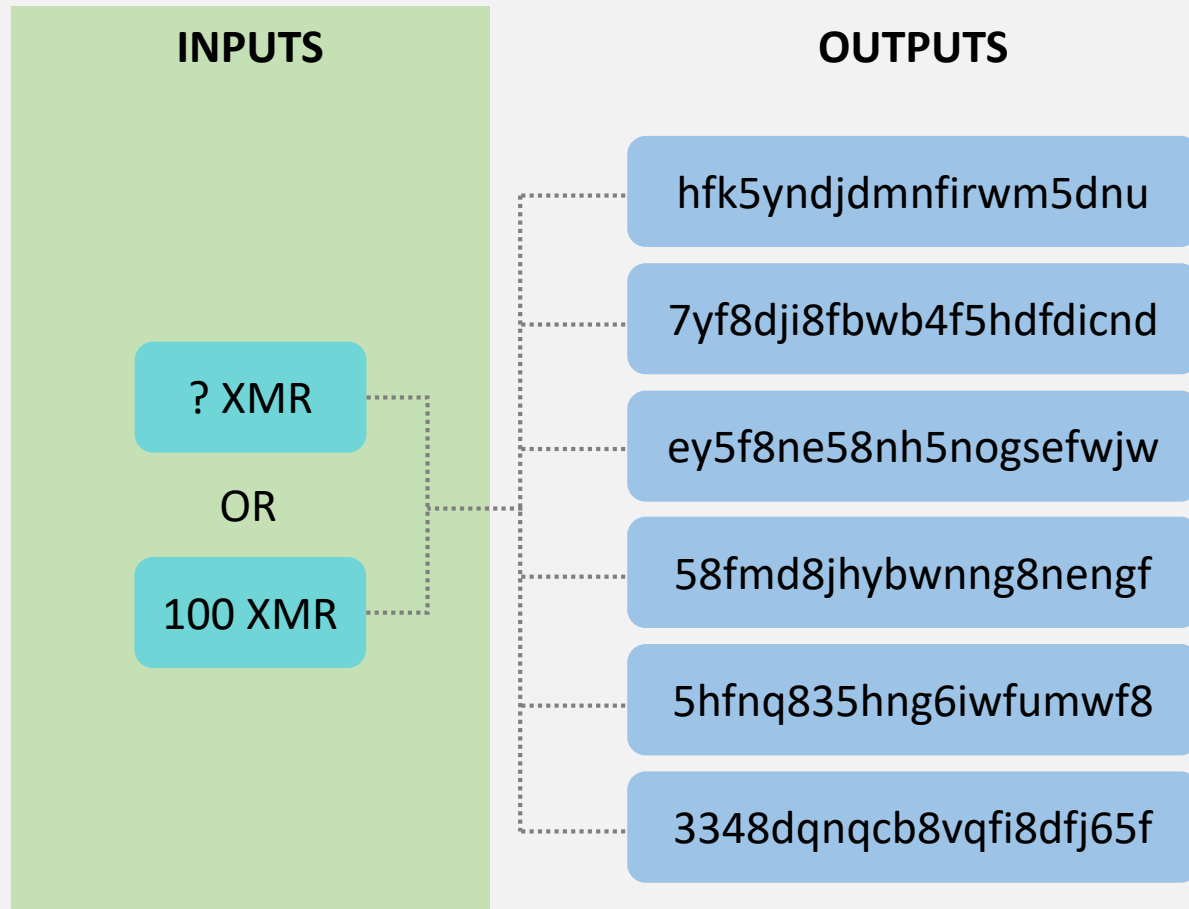 INPUTS
OUTPUTS
? XMR
OR
100 XMR
hfk5yndjdmnfirwm5dnu
7yf8dji8fbwb4f5hdfdicnd
ey5f8ne58nh5nogsefwjw
58fmd8jhybwnng8nengf
5hfnq835hng6iwfumwf8
3348dqnqcb8vqfi8dfj65f